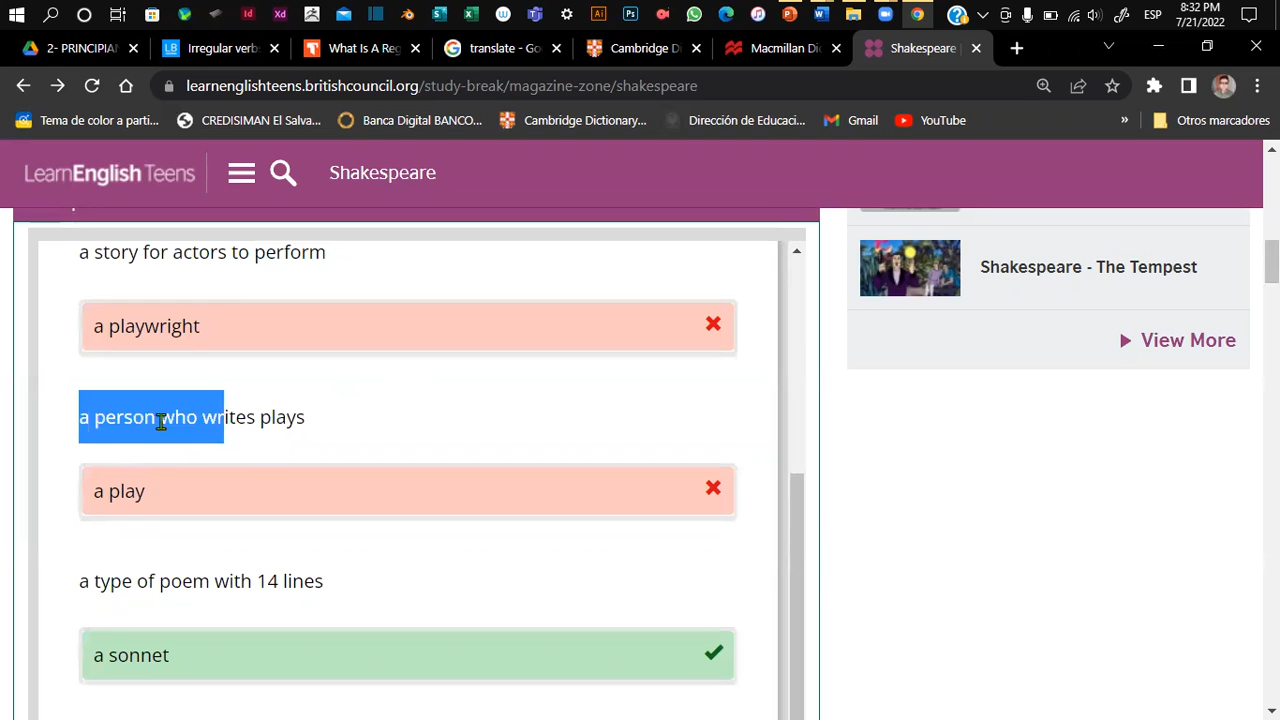 8:32 PM
ESP
7/21/2022
2- PRINCIPIAN
Irregular verb
What Is A Reg
translate - Go
Cambridge Di
Macmillan Dic
Shakespeare
learnenglishteens.britishcouncil.org/study-break/magazine-zone/shakespeare
Tema de color a parti...
CREDISIMAN El Salva...
Banca Digital BANCO...
Cambridge Dictionary...
Dirección de Educaci...
Gmail
YouTube
»
Otros marcadores
LearnEnglish Teens
Shakespeare
a story for actors to perform
a playwright
a person who writes plays
a play
a type of poem with 14 lines
a sonnet
Shakespeare - The Tempest
View More